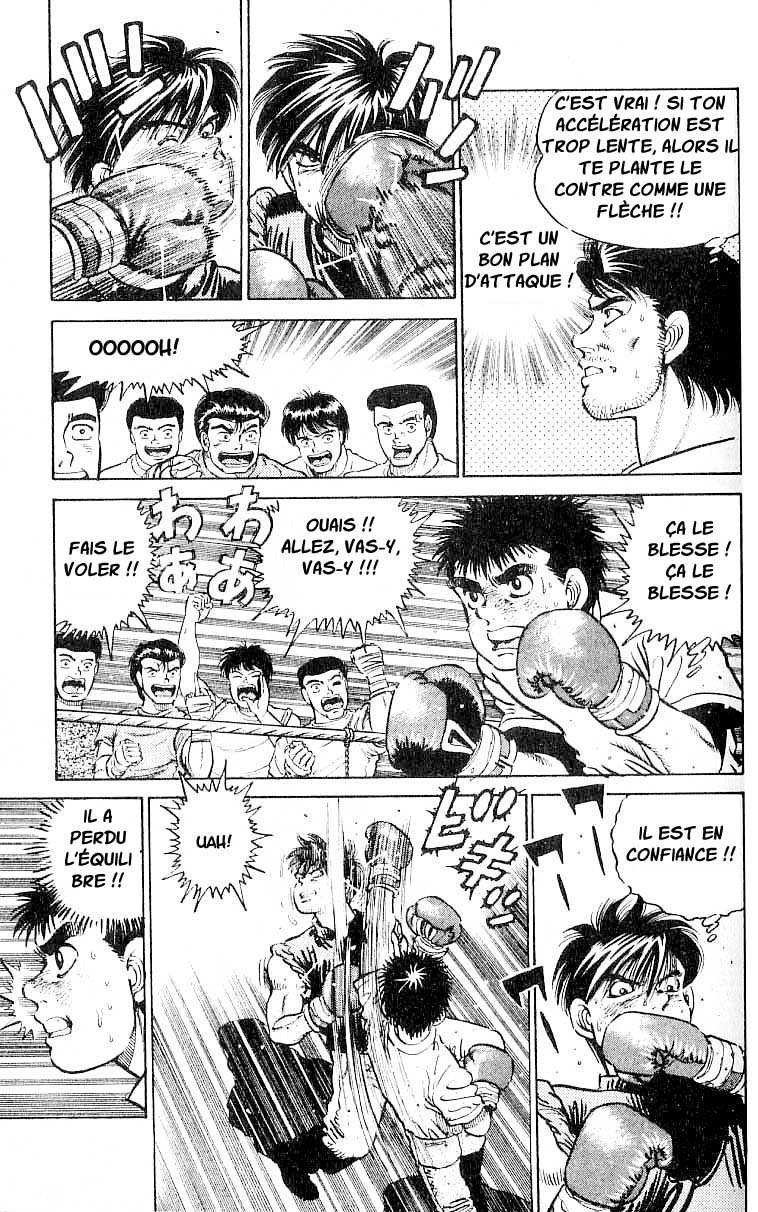 C'EST VRAI ! SI TON
ACCÉLÉRATION EST
TROP LENTE, ALORS IL
TE PLANTE LE
CONTRE COMME UNE
FLÈCHE !!
C'EST UN
BON PLAN
D'ATTAQUE !
OOOOOH!
ÇA LE
BLESSE !
ÇA LE
BLESSE !
OUAIS !!
ALLEZ, VAS-Y,
VAS-Y !!!
わあ
わあ
FAIS LE
VOLER !!
IL EST EN
CONFIANCE !!
UAH!
IL A
PERDU
L'ÉQUILI
BRE !!